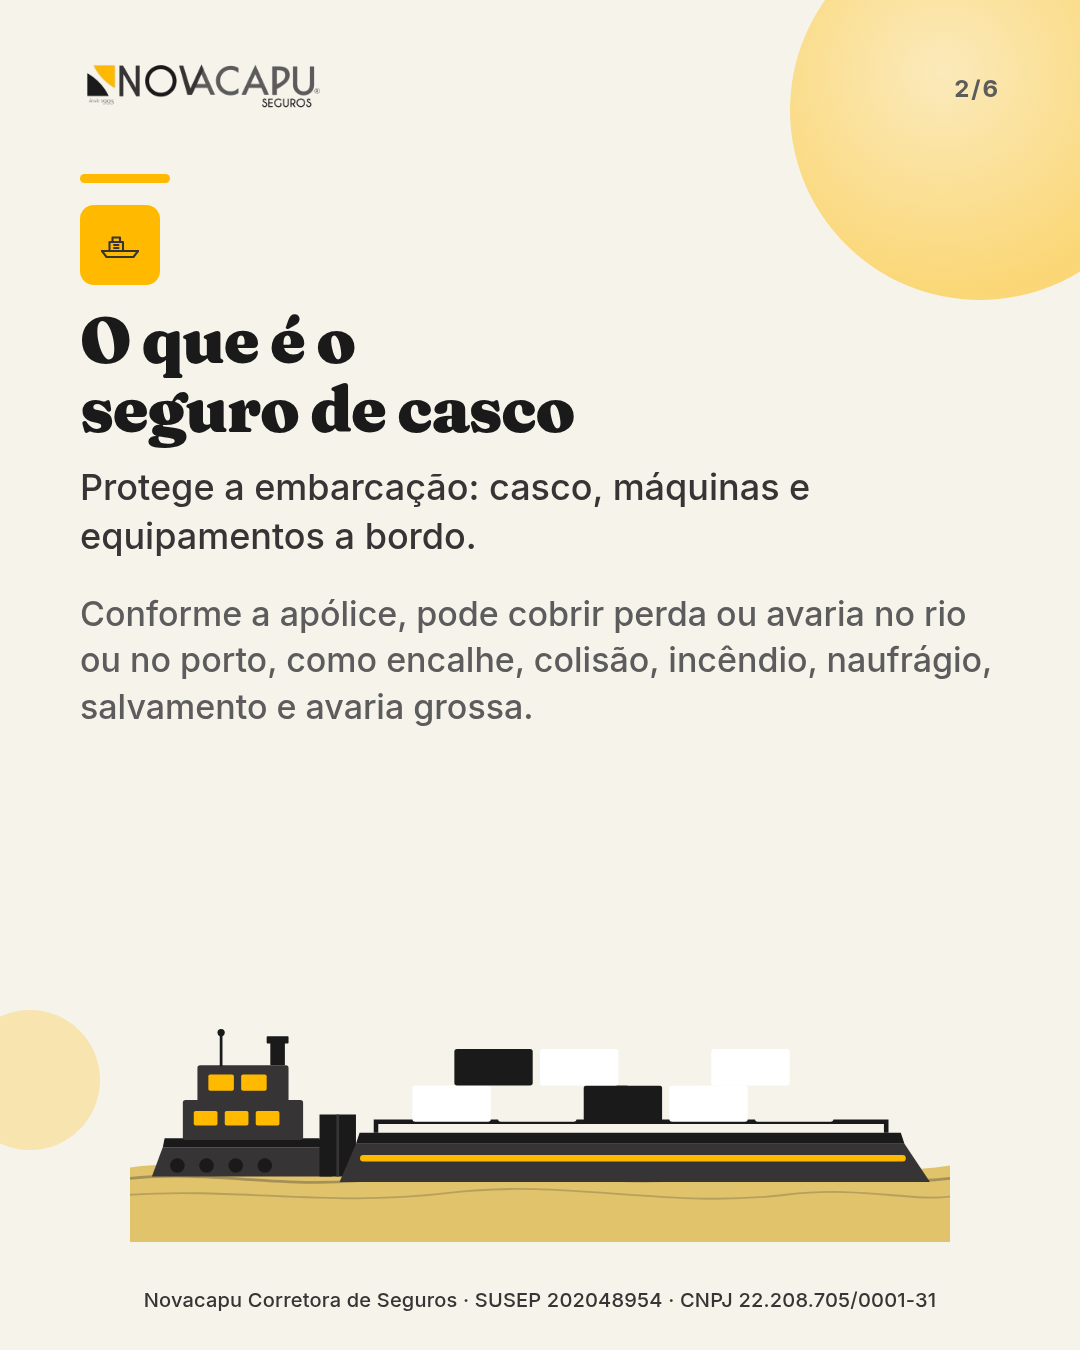 NOVACAPU®
desde 1995
SEGUROS
2/6
O que é o
seguro de casco
Protege a embarcação: casco, máquinas e
equipamentos a bordo.
Conforme a apólice, pode cobrir perda ou avaria no rio
ou no porto, como encalhe, colisão, incêndio, naufrágio,
salvamento e avaria grossa.
Novacapu Corretora de Seguros · SUSEP 202048954 · CNPJ 22.208.705/0001-31